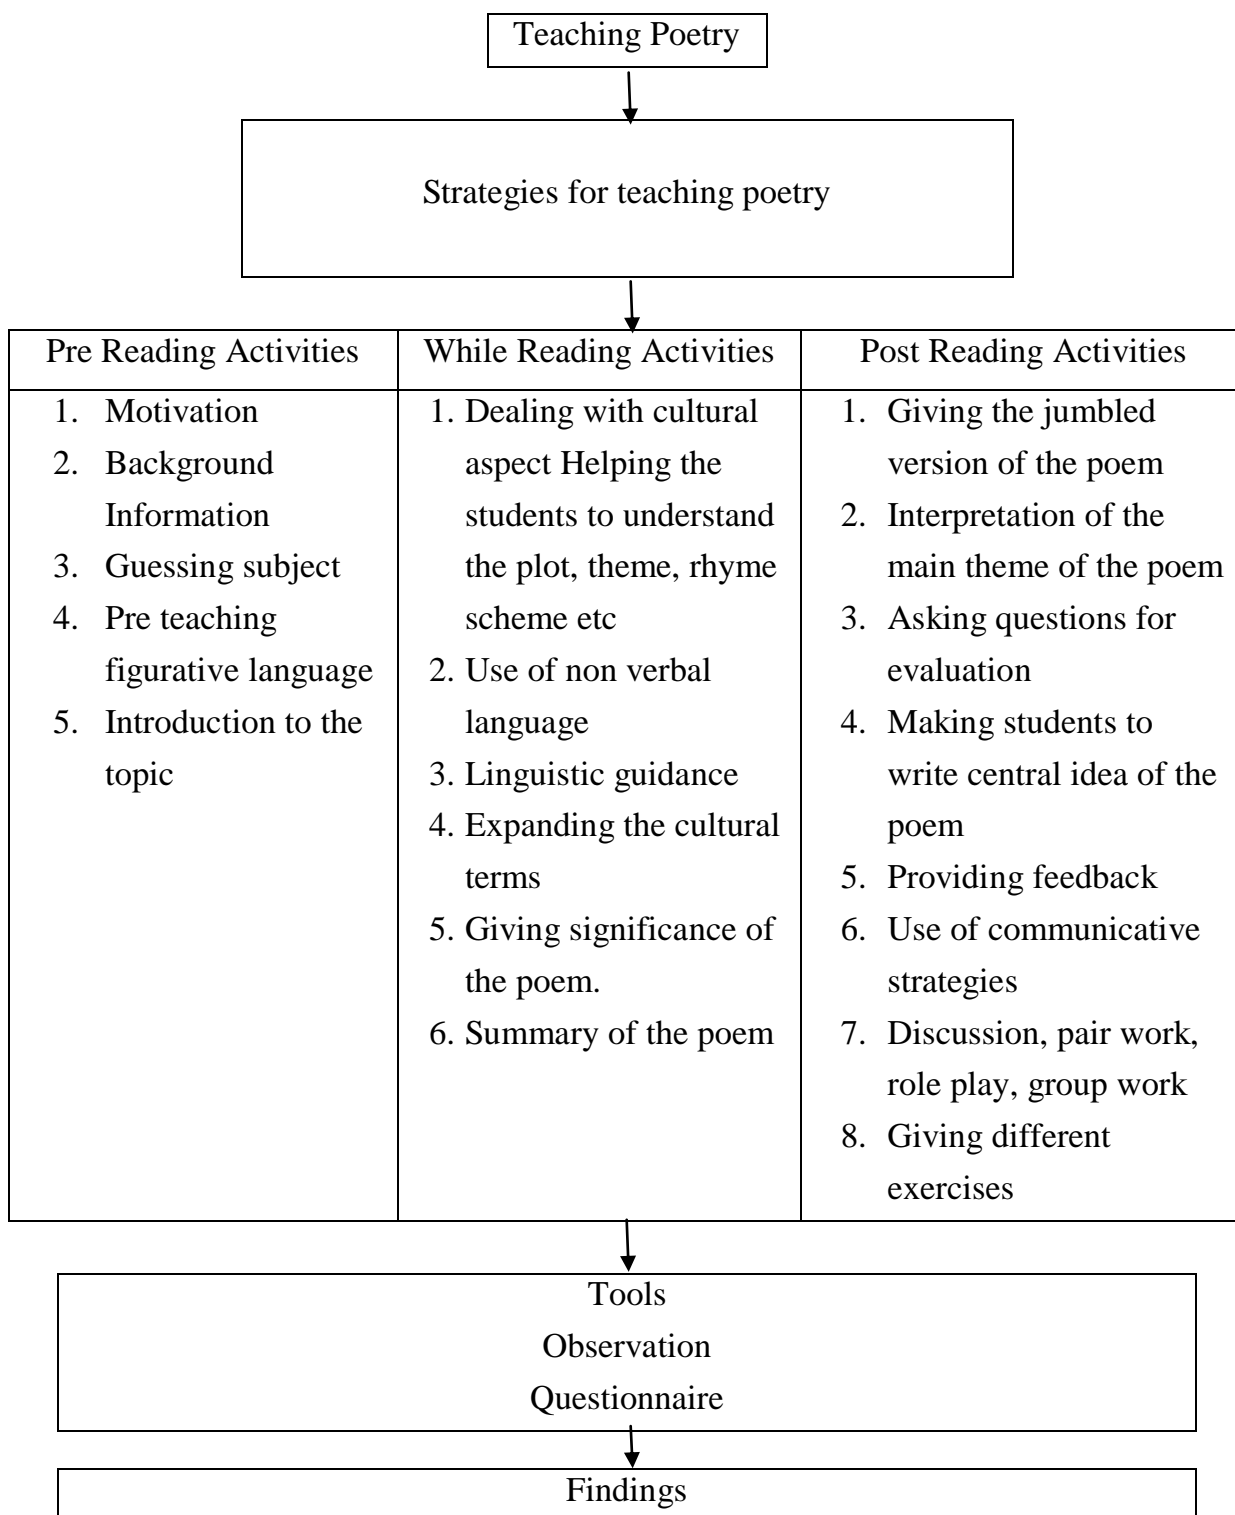 Teaching Poetry
Strategies for teaching poetry
Pre Reading Activities
1. Motivation
2. Background
Information
3. Guessing subject
4. Pre teaching
figurative language
5. Introduction to the
topic
While Reading Activities
1. Dealing with cultural
aspect Helping the
students to understand
the plot, theme, rhyme
scheme etc
2. Use of non verbal
language
3. Linguistic guidance
4. Expanding the cultural
terms
5. Giving significance of
the poem.
6. Summary of the poem
Post Reading Activities
1. Giving the jumbled
version of the poem
2. Interpretation of the
main theme of the poem
3. Asking questions for
evaluation
4. Making students to
write central idea of the
poem
5. Providing feedback
6. Use of communicative
strategies
7. Discussion, pair work,
role play, group work
8. Giving different
exercises
Tools
Observation
Questionnaire
Findings